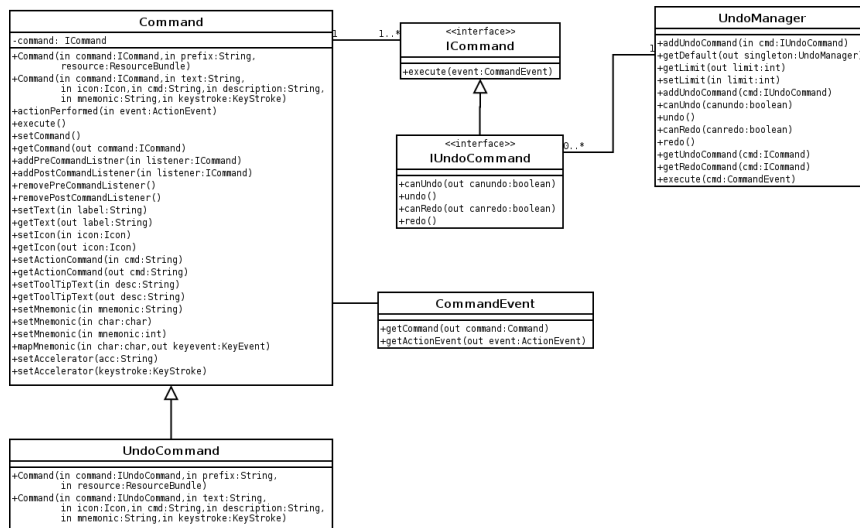 Command
-command: ICommand
+Command(in command:ICommand,in prefix:String,
resource:ResourceBundle)
+Command(in command:ICommand,in text:String,
in icon:Icon,in cmd:String,in description:String,
in mnemonic:String,in keystroke:KeyStroke)
+actionPerformed(in event:ActionEvent)
+execute()
+setCommand()
+getCommand(out command:ICommand)
+addPreCommandListner(in listener:ICommand)
+addPostCommandListener(in listener:ICommand)
+removePreCommandListener()
+removePostCommandListener()
+setText(in label:String)
+getText(out label:String)
+setIcon(in icon:Icon)
+getIcon(out icon:Icon)
+setActionCommand(in cmd:String)
+getActionCommand(out cmd:String)
+setToolTipText(in desc:String)
+getToolTipText(out desc:String)
+setMnemonic(in mnemonic:String)
+setMnemonic(in char:char)
+setMnemonic(in mnemonic:int)
+mapMnemonic(in char:char,out keyevent:KeyEvent)
+setAccelerator(acc:String)
+setAccelerator(keystroke:KeyStroke)
1
1..*
<<interface>>
ICommand
+execute(event:CommandEvent)
<<interface>>
IUndoCommand
+canUndo(out canundo:boolean)
+undo()
+canRedo(out canredo:boolean)
+redo()
0..*
1
UndoManager
+addUndoCommand(in cmd:IUndoCommand)
+getDefault(out singleton:UndoManager)
+getLimit(out limit:int)
+setLimit(in limit:int)
+addUndoCommand(cmd:IUndoCommand)
+canUndo(canundo:boolean)
+undo()
+canRedo(canredo:boolean)
+redo()
+getUndoCommand(cmd:ICommand)
+getRedoCommand(cmd:ICommand)
+execute(cmd:CommandEvent)
CommandEvent
+getCommand(out command:Command)
+getActionEvent(out event:ActionEvent)
UndoCommand
+Command(in command:IUndoCommand,in prefix:String,
in resource:ResourceBundle)
+Command(in command:IUndoCommand,in text:String,
in icon:Icon,in cmd:String,in description:String,
in mnemonic:String,in keystroke:KeyStroke)